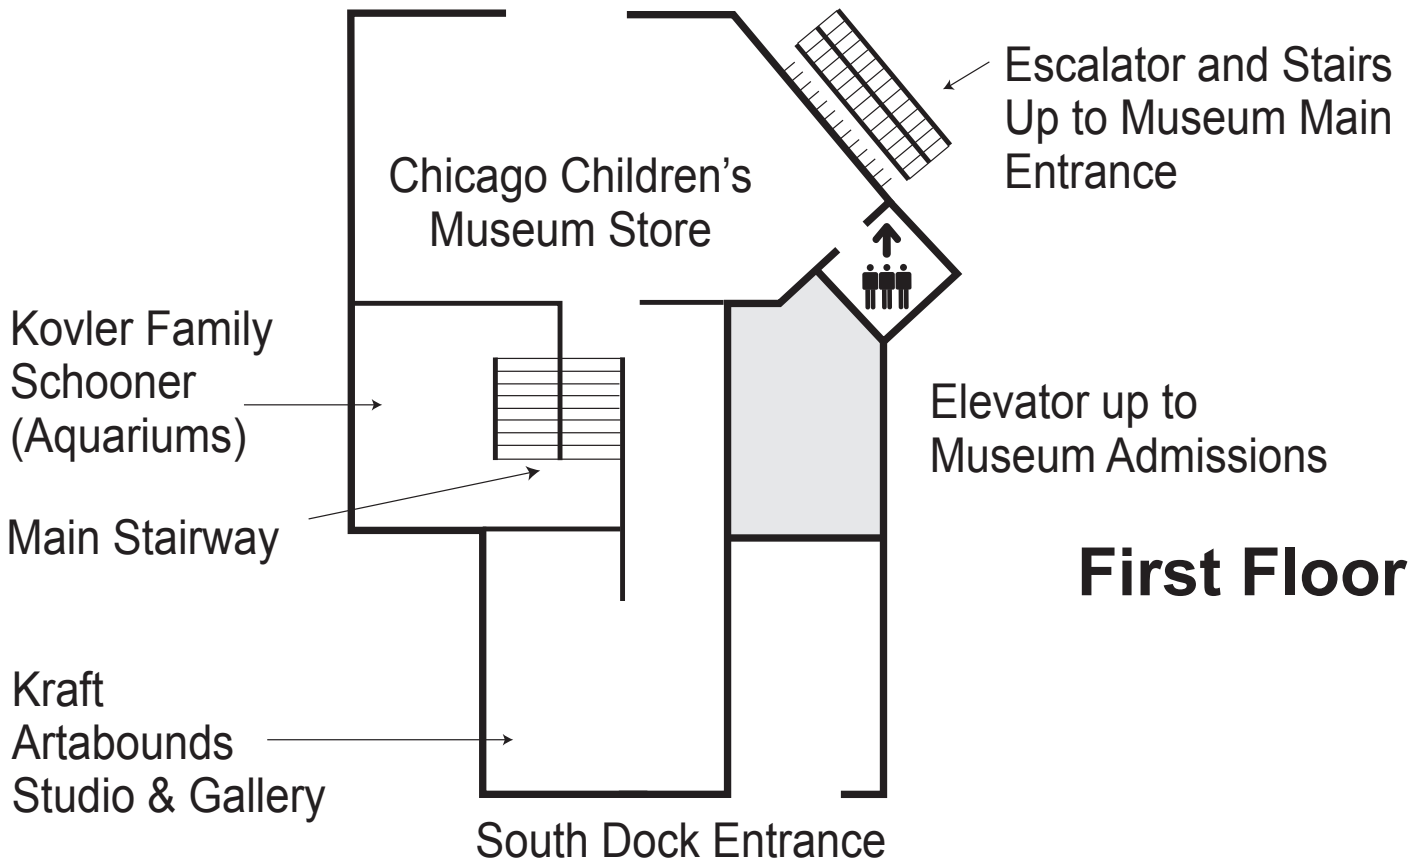 Escalator and Stairs
Up to Museum Main
Entrance
Chicago Children’s
Museum Store
Kovler Family
Schooner
(Aquariums)
Elevator up to
Museum Admissions
Main Stairway
First Floor
Kraft
Artabounds
Studio & Gallery
South Dock Entrance